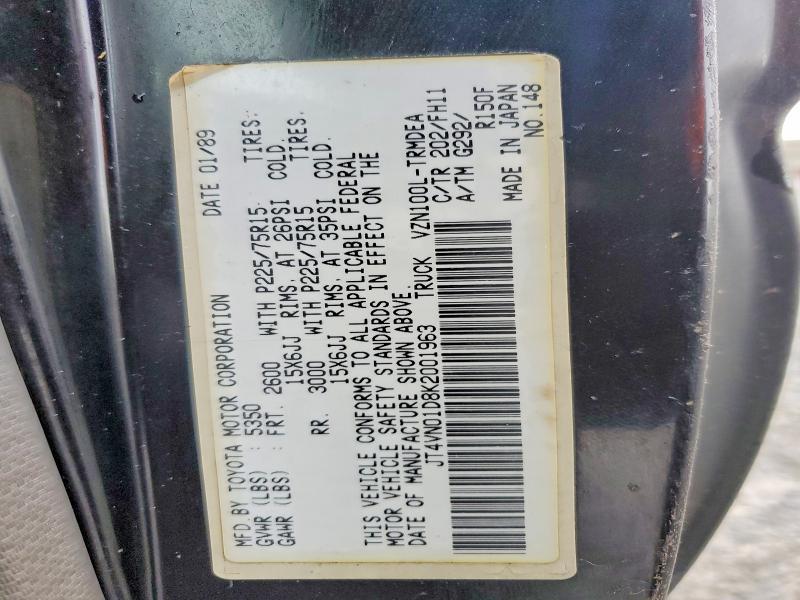 MFD. BY TOYOTA MOTOR CORPORATION DATE 01/89
GVWR (LBS) : 5350
GAWR (LBS) : FRT. 2600 WITH P225/75R15 TIRES:
15X6JJ RIMS, AT 26PSI COLD.
RR. 3000 WITH P225/75R15 TIRES:
15X6JJ RIMS, AT 35PSI COLD.
THIS VEHICLE CONFORMS TO ALL APPLICABLE FEDERAL
MOTOR VEHICLE SAFETY STANDARDS IN EFFECT ON THE
DATE OF MANUFACTURE SHOWN ABOVE.
JT4VN01D8K2001963 TRUCK VZN100L-TRMDEA
C/TR 202/FH11
A/TM G292/
R150F
MADE IN JAPAN
NO.148